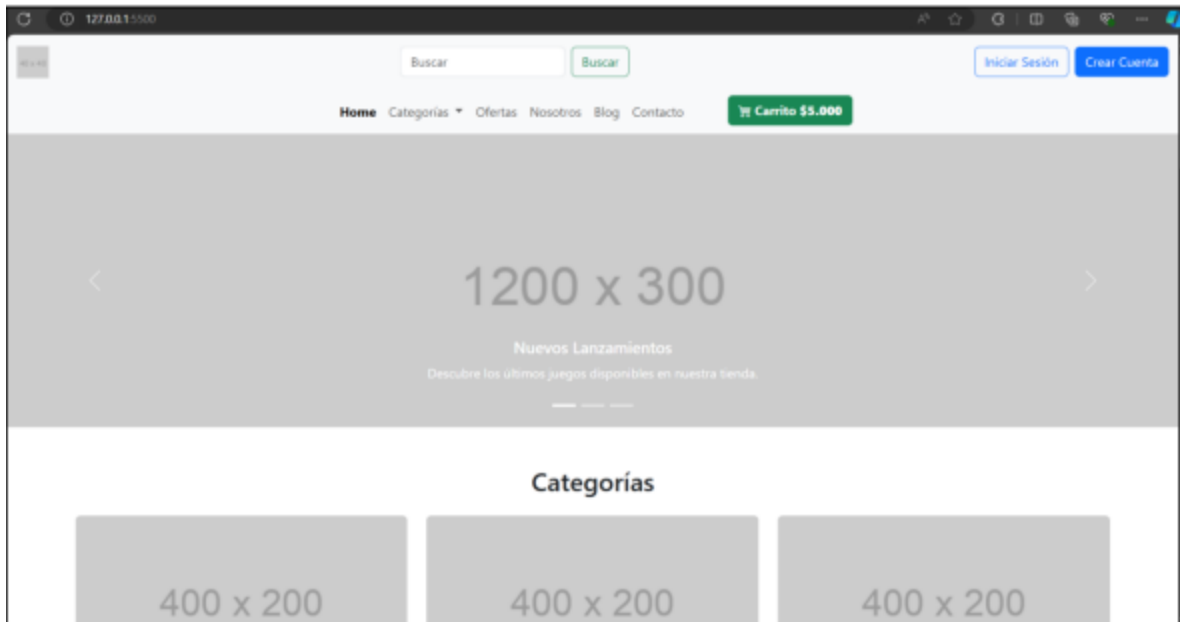 127.0.0.1:5500
Buscar Buscar Iniciar Sesión Crear Cuenta
Home Categorías Ofertas Nosotros Blog Contacto Carrito $5.000
1200 x 300
Nuevos Lanzamientos
Descubre los últimos juegos disponibles en nuestra tienda.
Categorías
400 x 200 400 x 200 400 x 200